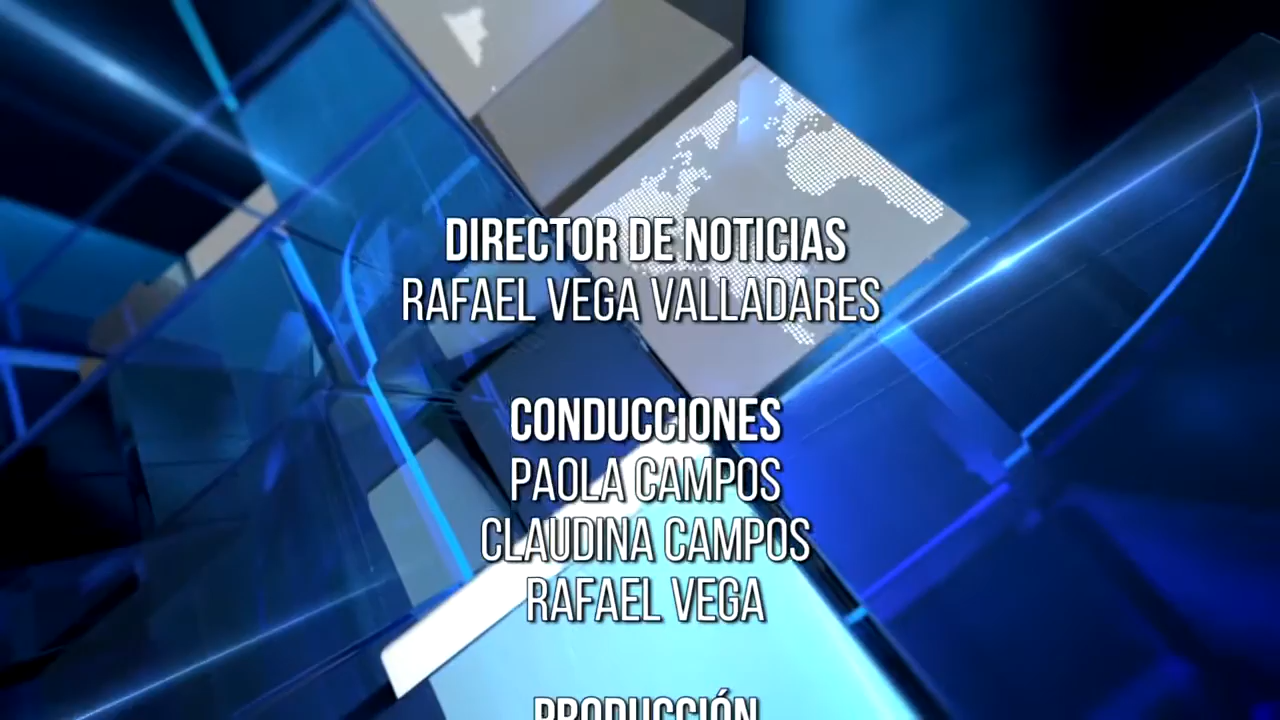 DIRECTOR DE NOTICIAS
RAFAEL VEGA VALLADARES
CONDUCCIONES
PAOLA CAMPOS
CLAUDINA CAMPOS
RAFAEL VEGA
PRODUCCIÓN